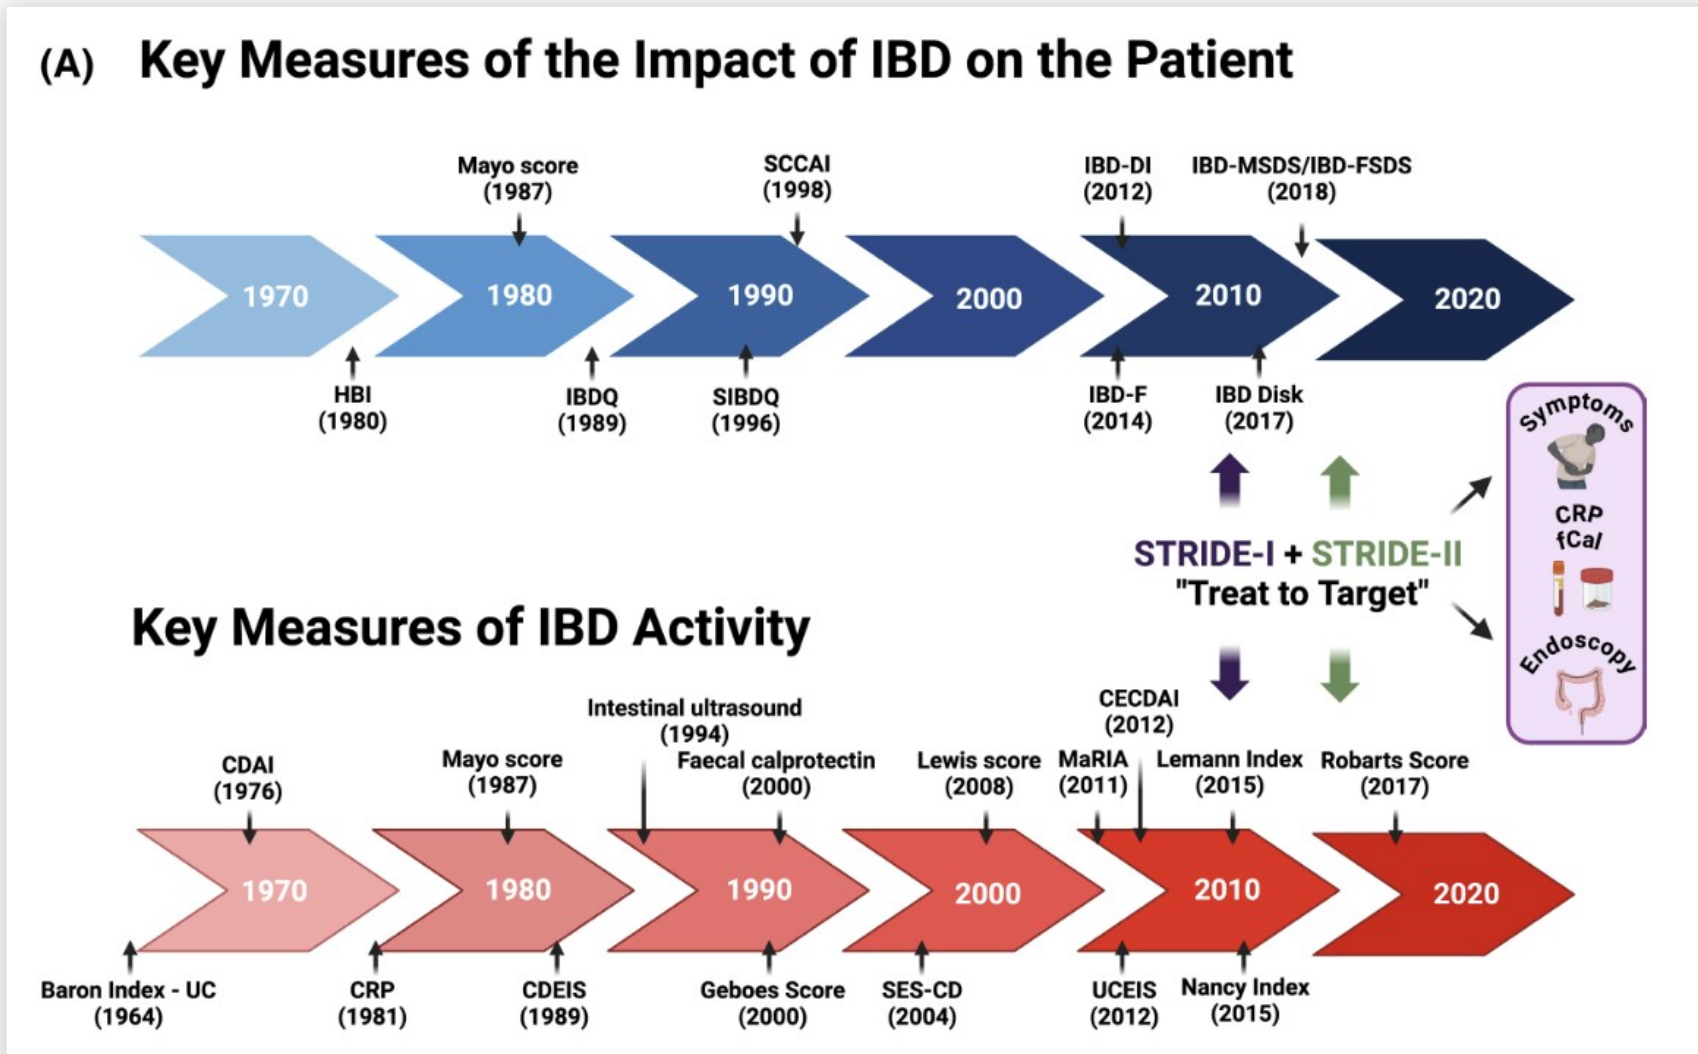 (A) Key Measures of the Impact of IBD on the Patient
Mayo score
(1987)
SCCAI
(1998)
IBD-DI
(2012)
IBD-MSDS/IBD-FSDS
(2018)
1970
1980
1990
2000
2010
2020
HBI
(1980)
IBDQ
(1989)
SIBDQ
(1996)
IBD-F
(2014)
IBD Disk
(2017)
STRIDE-I + STRIDE-II
"Treat to Target"
Symptoms
CRP
fCal
Endoscopy
Key Measures of IBD Activity
CDAI
(1976)
Mayo score
(1987)
Intestinal ultrasound
(1994)
Faecal calprotectin
(2000)
Lewis score
(2008)
MaRIA
(2011)
CECDAI
(2012)
Lemann Index
(2015)
Robarts Score
(2017)
1970
1980
1990
2000
2010
2020
Baron Index - UC
(1964)
CRP
(1981)
CDEIS
(1989)
Geboes Score
(2000)
SES-CD
(2004)
UCEIS
(2012)
Nancy Index
(2015)